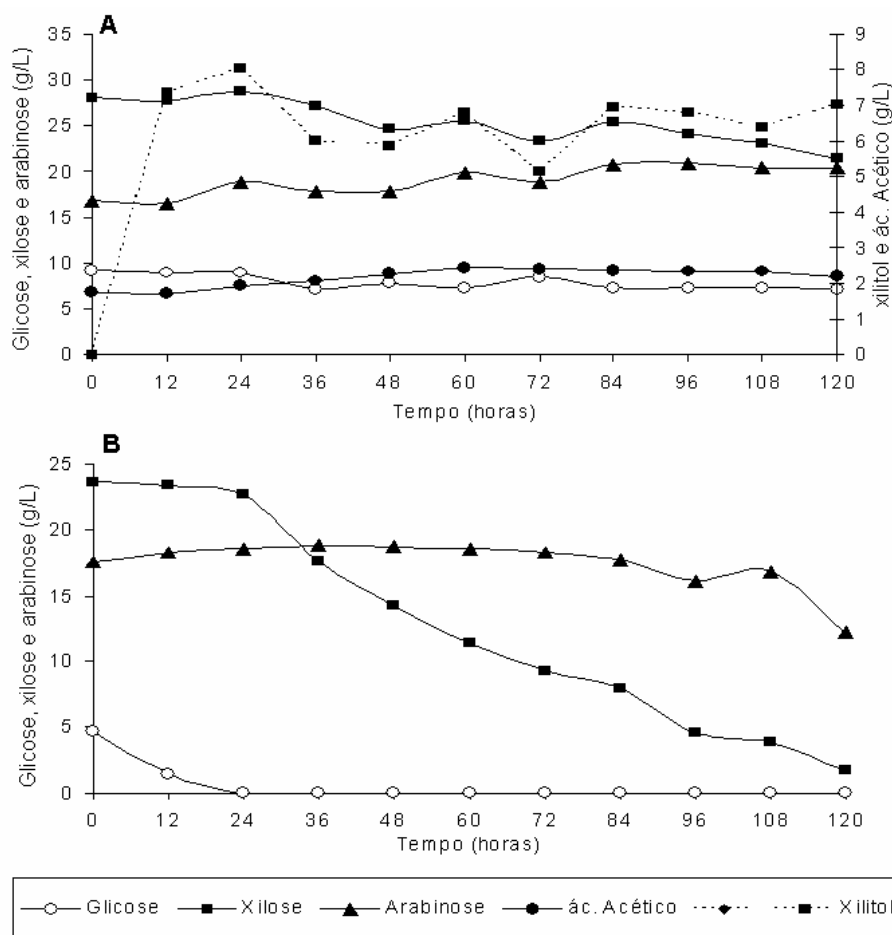 A
Glicose, xilose e arabinose (g/L)
35
30
25
20
15
10
5
0
9
8
7
6
5
4
3
2
1
0
xilitol e ác. Acético (g/L)
0 12 24 36 48 60 72 84 96 108 120
Tempo (horas)
B
Glicose, xilose e arabinose (g/L)
25
20
15
10
5
0
0 12 24 36 48 60 72 84 96 108 120
Tempo (horas)
Glicose Xilose Arabinose ác. Acético Xilitol